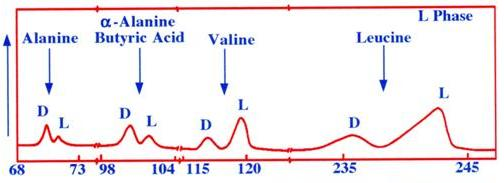 L Phase
α-Alanine
Alanine Butyric Acid Valine Leucine
D L D L D L D L
68 73 98 104 115 120 235 245